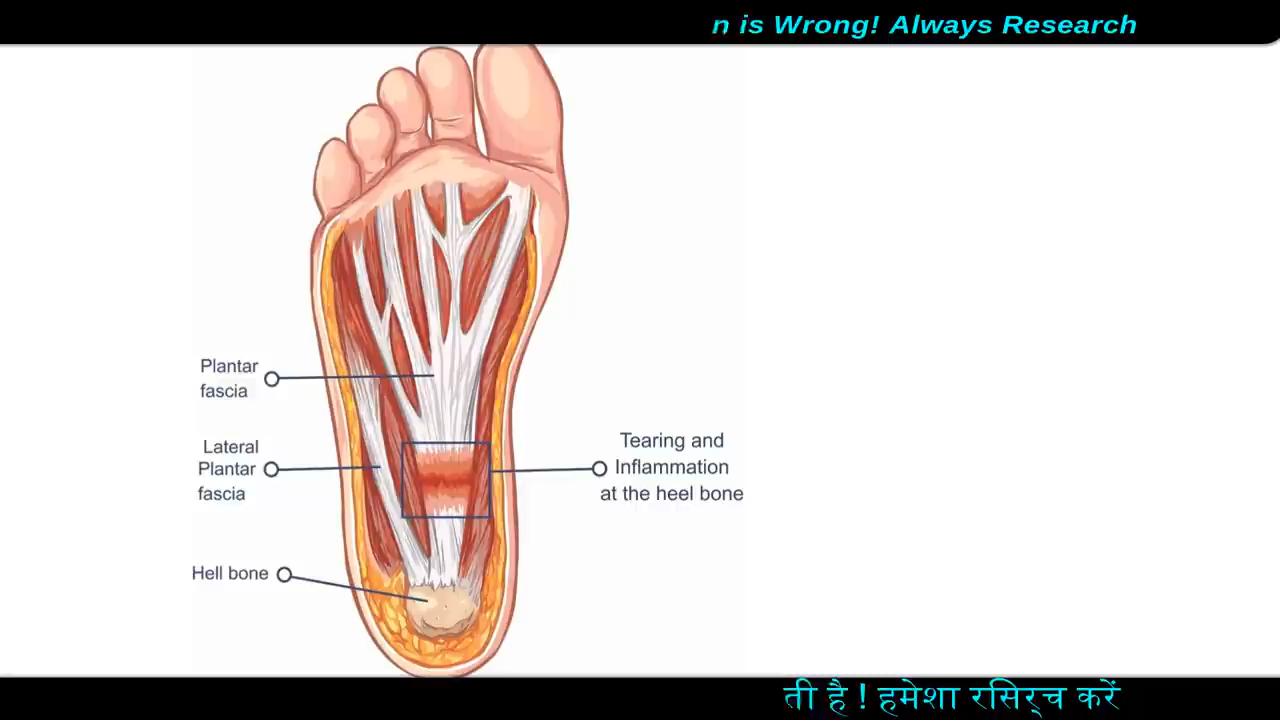 n is Wrong! Always Research
Plantar
fascia
Lateral
Plantar
fascia
Tearing and
Inflammation
at the heel bone
Hell bone
ती है ! हमेशा रिसर्च करें